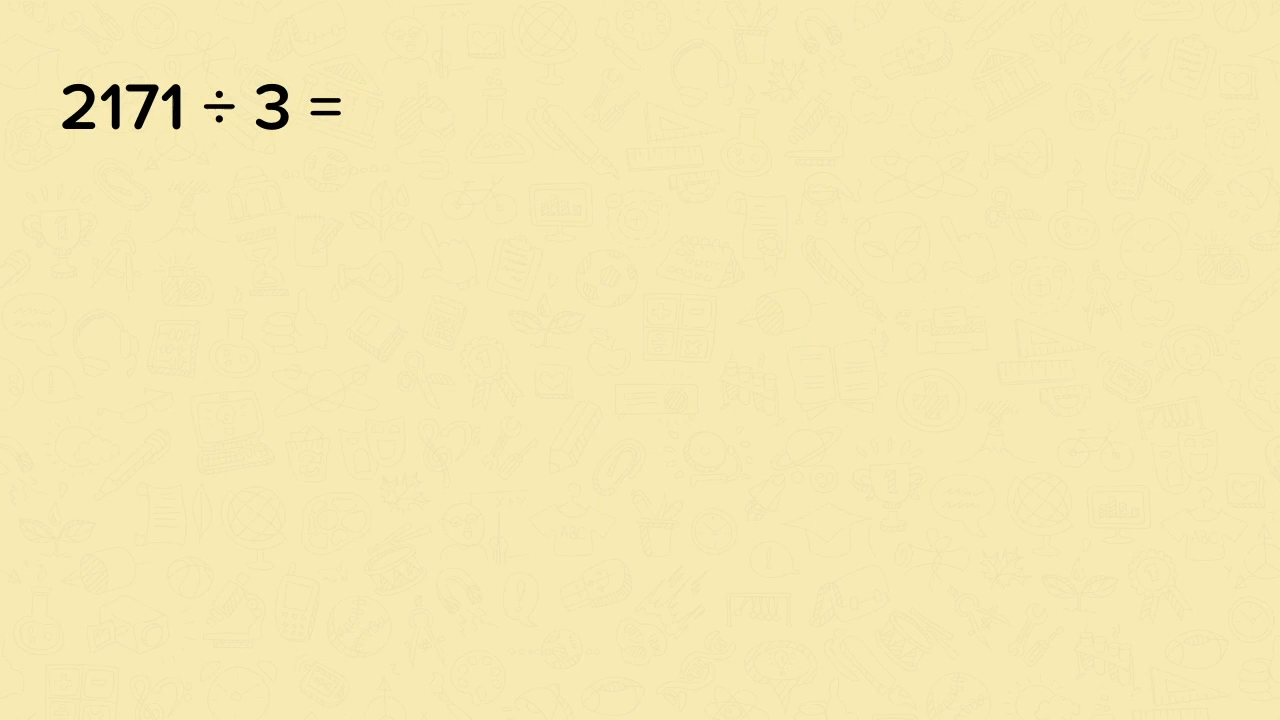 2171 ÷ 3 =